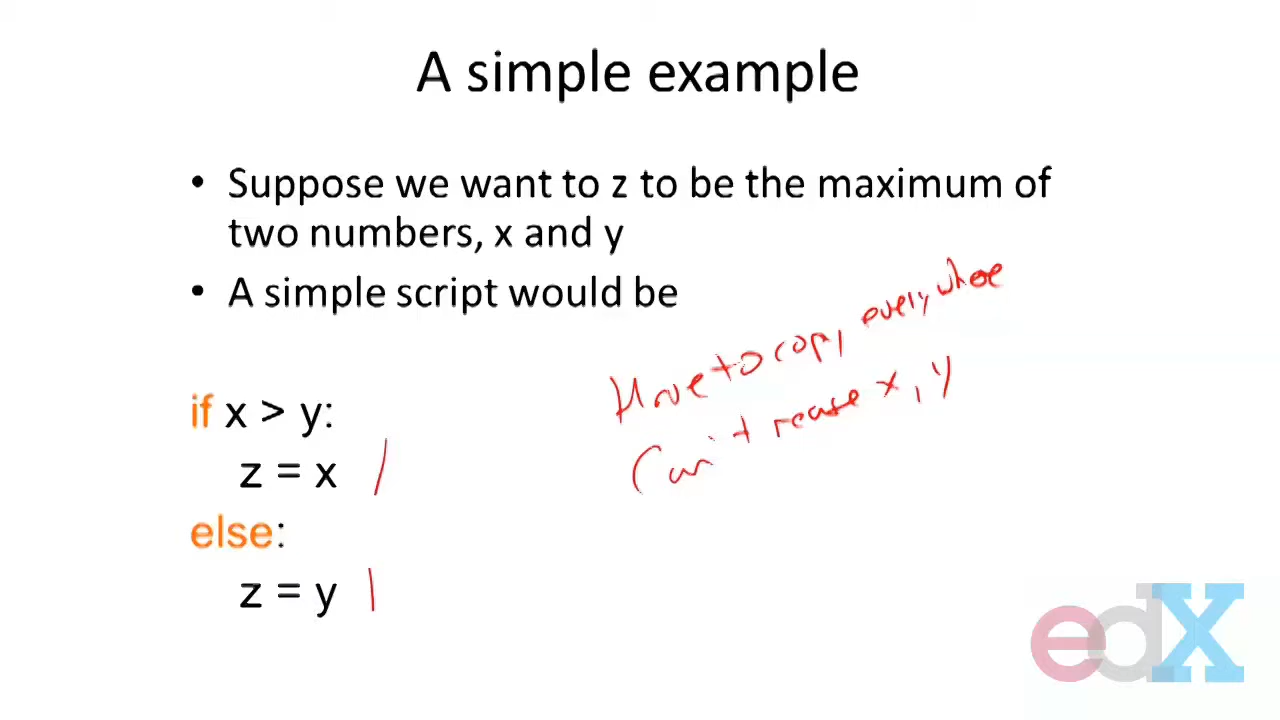 A simple example
• Suppose we want to z to be the maximum of
two numbers, x and y
• A simple script would be
Have to copy everywhere
Can't reuse x, y
if x > y:
z = x
else:
z = y
edX